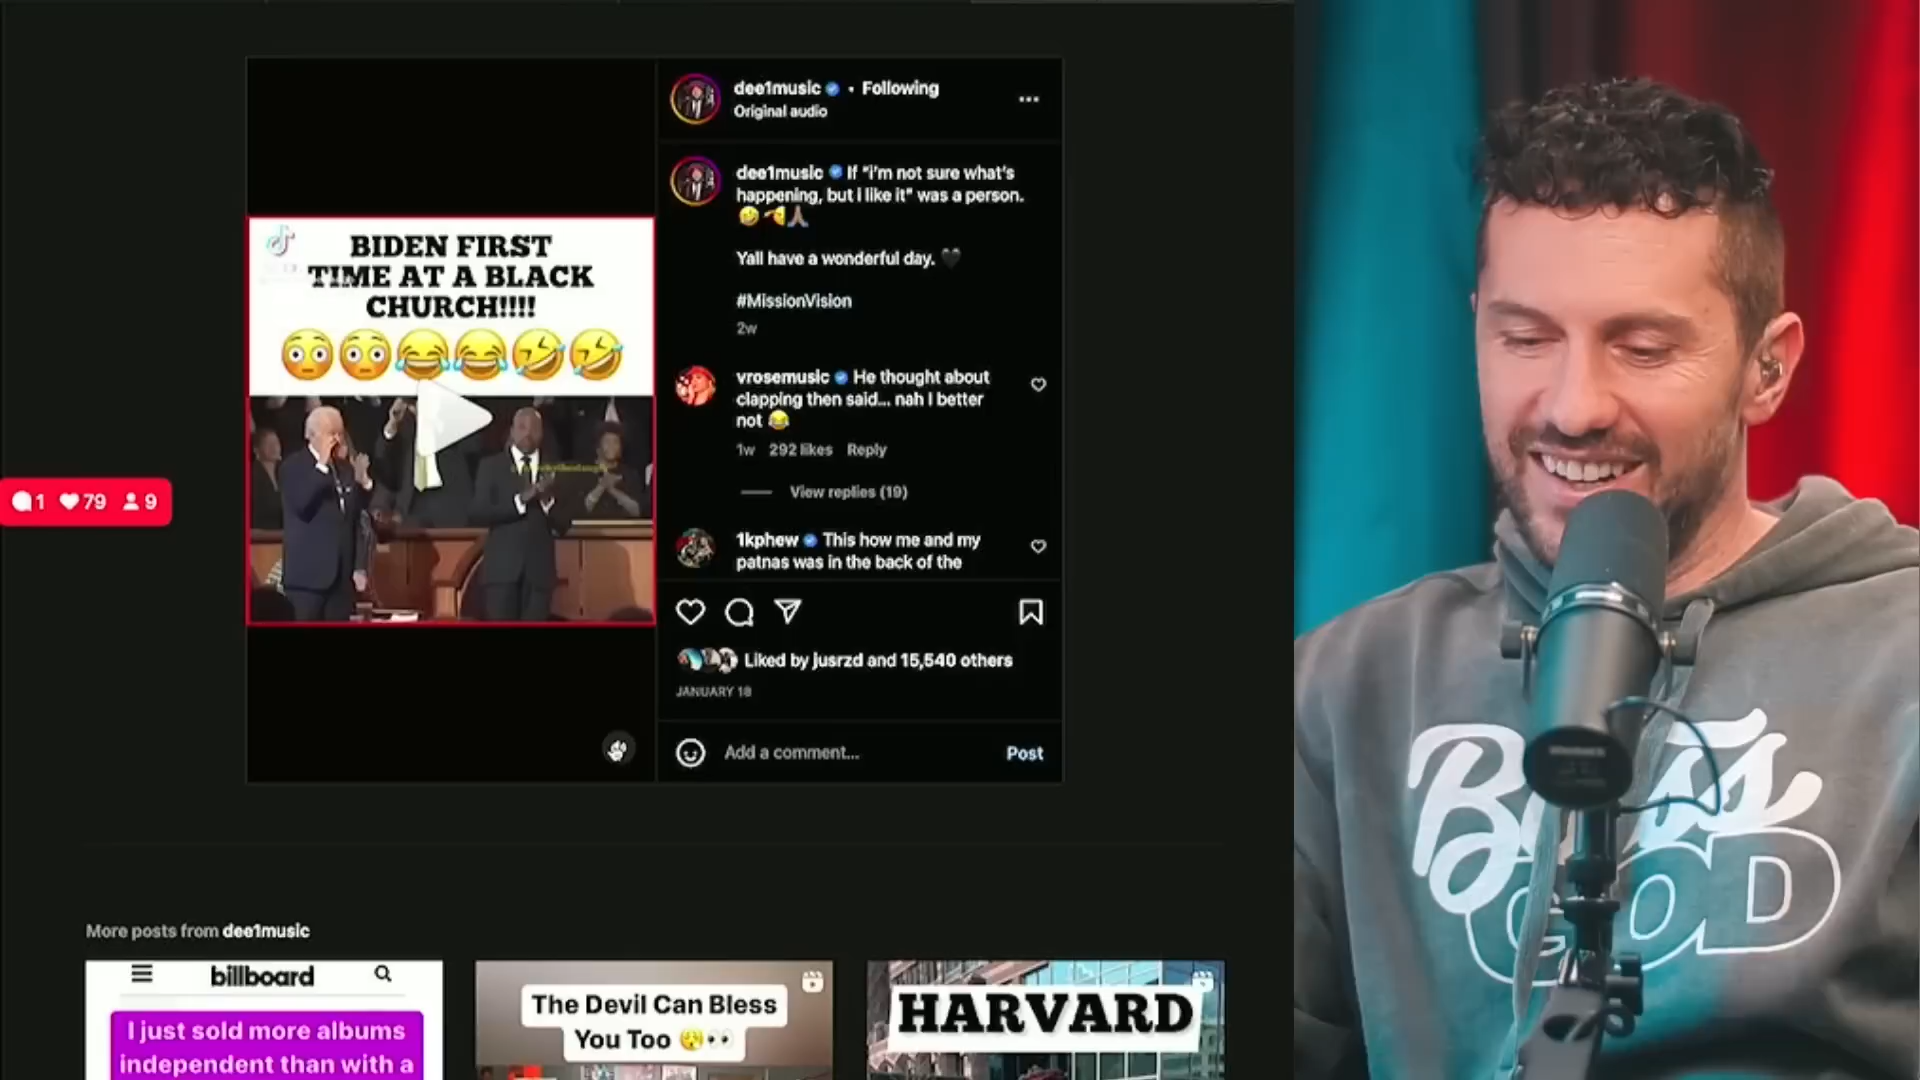 dee1music • Following
Original audio
dee1music If "i'm not sure what's
happening, but i like it" was a person.
Yall have a wonderful day.
#MissionVision
2w
BIDEN FIRST
TIME AT A BLACK
CHURCH!!!!
vrosemusic He thought about
clapping then said... nah I better
not
1w 292 likes Reply
View replies (19)
1kphew This how me and my
patnas was in the back of the
1 79 9
Liked by jusrzd and 15,540 others
JANUARY 18
Add a comment... Post
More posts from dee1music
billboard
I just sold more albums
independent than with a
The Devil Can Bless
You Too
HARVARD
GOD